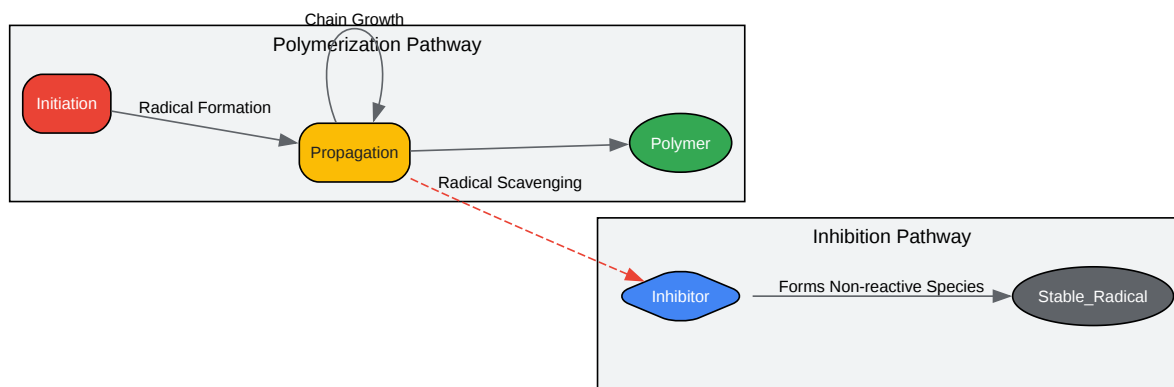 Chain Growth
Polymerization Pathway
Initiation
Radical Formation
Propagation
Polymer
Radical Scavenging
Inhibition Pathway
Inhibitor
Forms Non-reactive Species
Stable_Radical